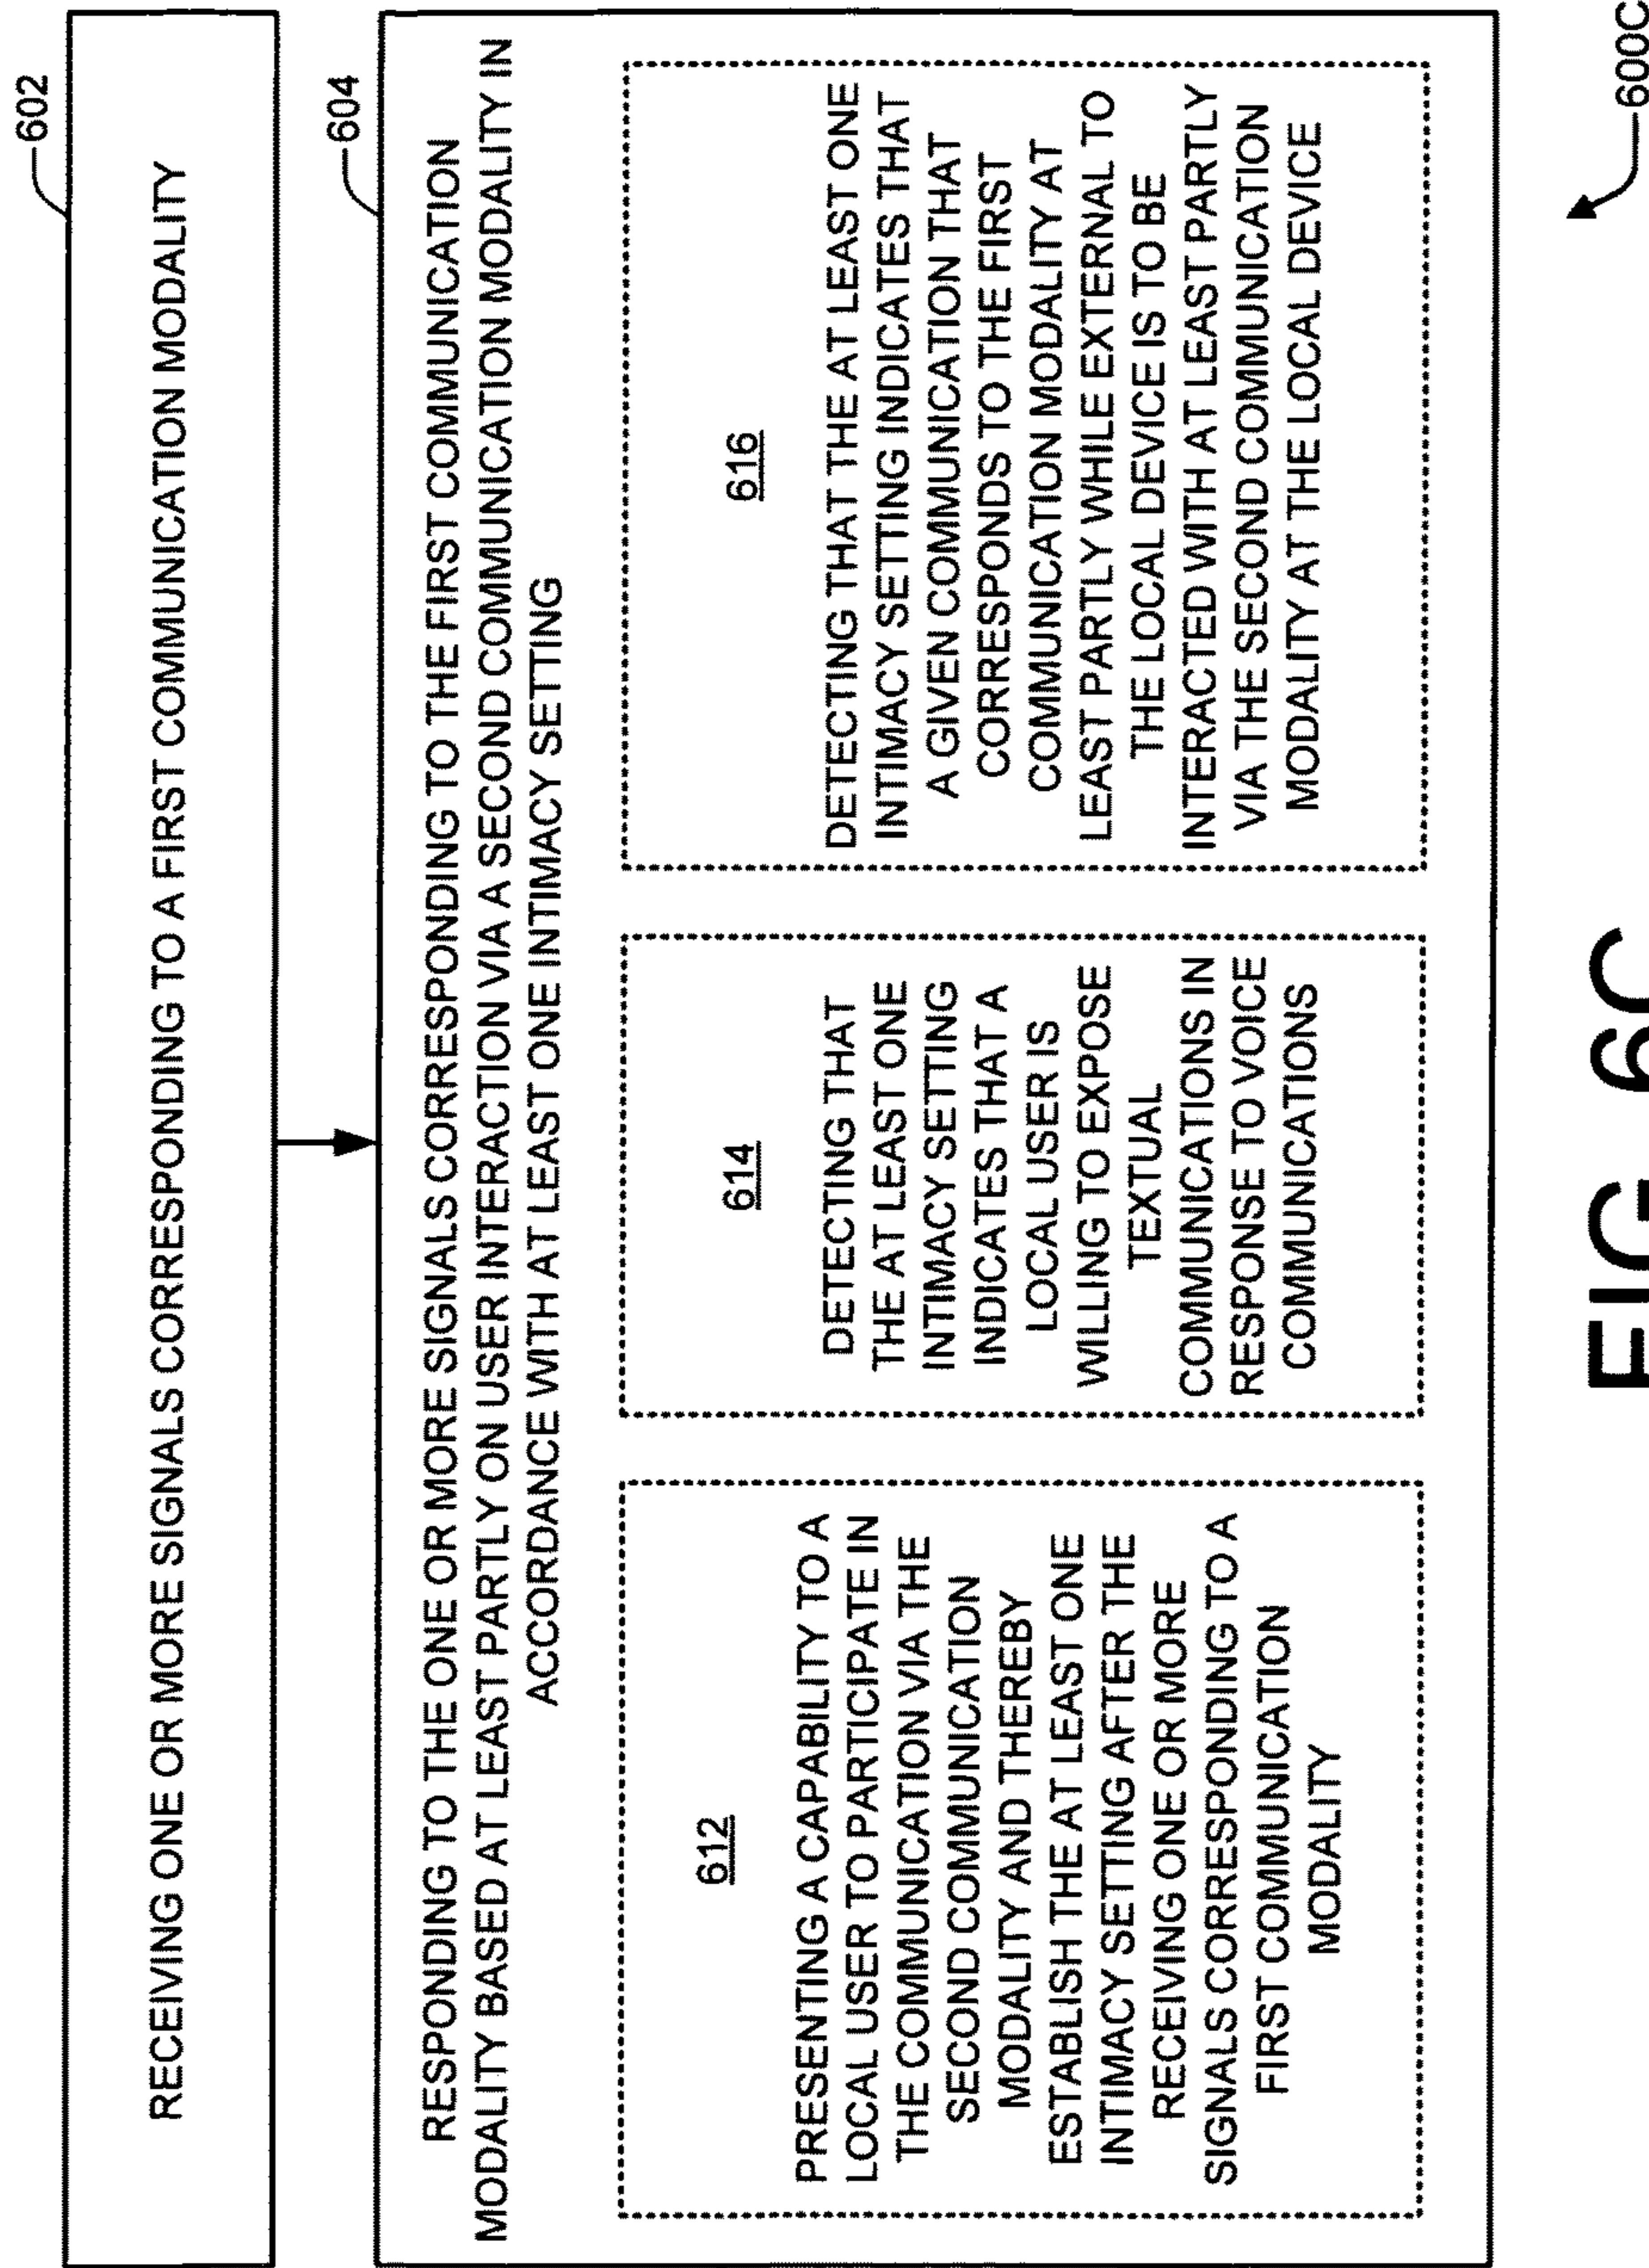 602
RECEIVING ONE OR MORE SIGNALS CORRESPONDING TO A FIRST COMMUNICATION MODALITY
604
RESPONDING TO THE ONE OR MORE SIGNALS CORRESPONDING TO THE FIRST COMMUNICATION
MODALITY BASED AT LEAST PARTLY ON USER INTERACTION VIA A SECOND COMMUNICATION MODALITY IN
ACCORDANCE WITH AT LEAST ONE INTIMACY SETTING
612
PRESENTING A CAPABILITY TO A
LOCAL USER TO PARTICIPATE IN
THE COMMUNICATION VIA THE
SECOND COMMUNICATION
MODALITY AND THEREBY
ESTABLISH THE AT LEAST ONE
INTIMACY SETTING AFTER THE
RECEIVING ONE OR MORE
SIGNALS CORRESPONDING TO A
FIRST COMMUNICATION
MODALITY
614
DETECTING THAT
THE AT LEAST ONE
INTIMACY SETTING
INDICATES THAT A
LOCAL USER IS
WILLING TO EXPOSE
TEXTUAL
COMMUNICATIONS IN
RESPONSE TO VOICE
COMMUNICATIONS
616
DETECTING THAT THE AT LEAST ONE
INTIMACY SETTING INDICATES THAT
A GIVEN COMMUNICATION THAT
CORRESPONDS TO THE FIRST
COMMUNICATION MODALITY AT
LEAST PARTLY WHILE EXTERNAL TO
THE LOCAL DEVICE IS TO BE
INTERACTED WITH AT LEAST PARTLY
VIA THE SECOND COMMUNICATION
MODALITY AT THE LOCAL DEVICE
600C
FIG 6C